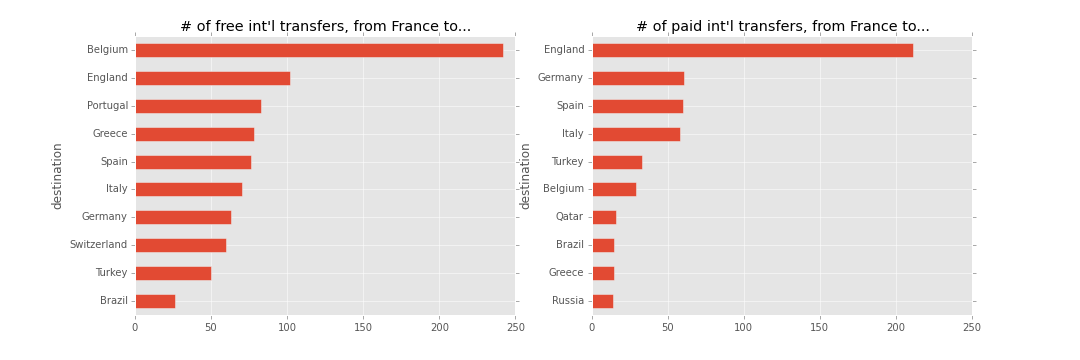 # of free int'l transfers, from France to...
destination
Belgium
England
Portugal
Greece
Spain
Italy
Germany
Switzerland
Turkey
Brazil
0 50 100 150 200 250
# of paid int'l transfers, from France to...
destination
England
Germany
Spain
Italy
Turkey
Belgium
Qatar
Brazil
Greece
Russia
0 50 100 150 200 250